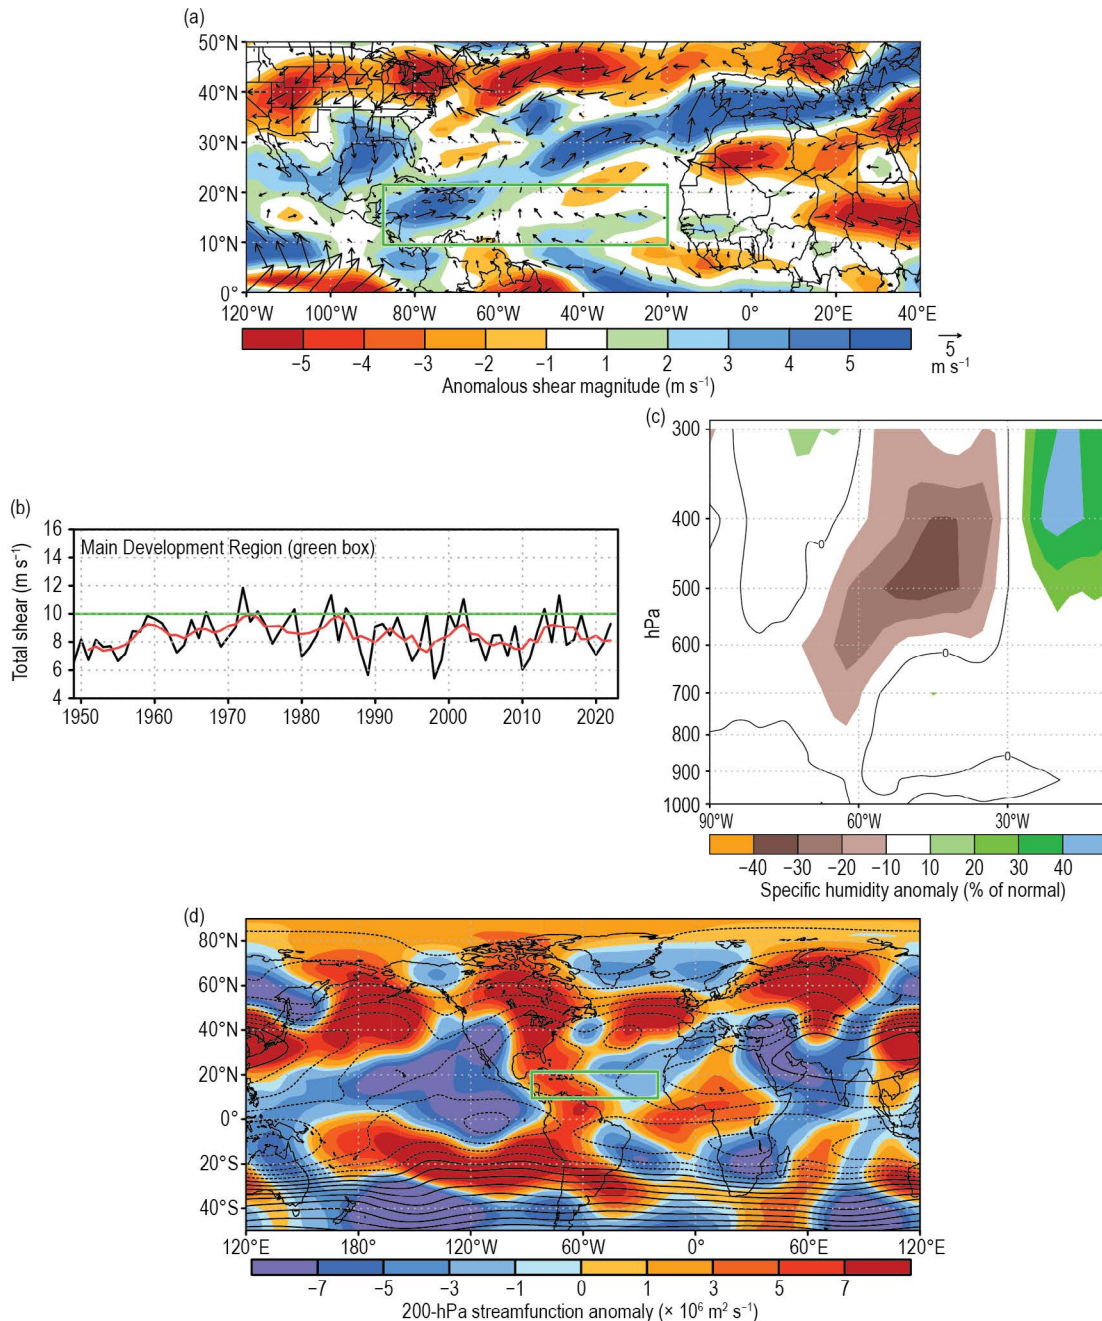 (a)
50°N
40°N
30°N
20°N
10°N
0°
120°W 100°W 80°W 60°W 40°W 20°W 0° 20°E 40°E
−5 −4 −3 −2 −1 1 2 3 4 5
5
m s⁻¹
Anomalous shear magnitude (m s⁻¹)
(b)
Total shear (m s⁻¹)
16
14
12
10
8
6
4
Main Development Region (green box)
1950 1960 1970 1980 1990 2000 2010 2020
(c)
hPa
300
400
500
600
700
800
900
1000
0
0
0
90°W 60°W 30°W
−40 −30 −20 −10 10 20 30 40
Specific humidity anomaly (% of normal)
(d)
80°N
60°N
40°N
20°N
0°
20°S
40°S
120°E 180° 120°W 60°W 0° 60°E 120°E
−7 −5 −3 −1 0 1 3 5 7
200-hPa streamfunction anomaly (× 10⁶ m² s⁻¹)